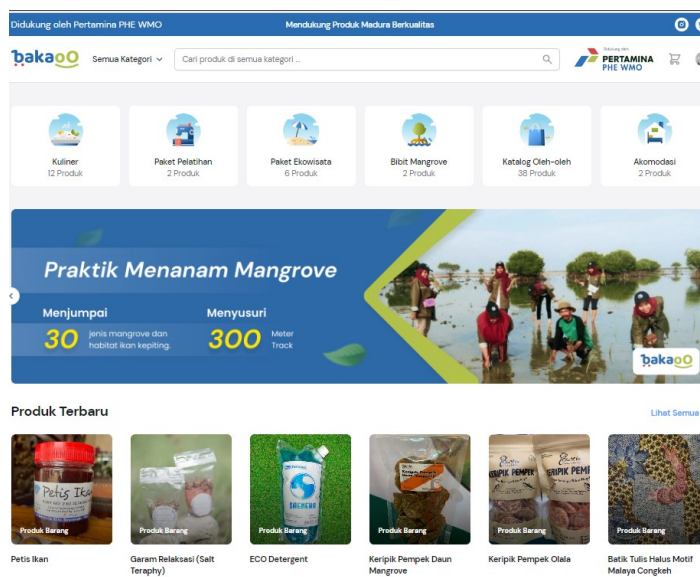 Didukung oleh Pertamina PHE WMO
Mendukung Produk Madura Berkualitas
bakaoo
Semua Kategori
Cari produk di semua kategori ...
Didukung oleh
PERTAMINA
PHE WMO
Kuliner
12 Produk
Paket Pelatihan
2 Produk
Paket Ekowisata
6 Produk
Bibit Mangrove
2 Produk
Katalog Oleh-oleh
38 Produk
Akomodasi
2 Produk
Praktik Menanam Mangrove
Menjumpai
30 jenis mangrove dan
habitat ikan kepiting.
Menyusuri
300 Meter
Track
bakaoo
Produk Terbaru
Lihat Semua
Petis Ika
Produk Barang
Produk Barang
Produk Barang
Keripik Pempek
Produk Barang
KERIPIK PEMPEK
Produk Barang
Produk Barang
Petis Ikan
Garam Relaksasi (Salt
Teraphy)
ECO Detergent
Keripik Pempek Daun
Mangrove
Keripik Pempek Olala
Batik Tulis Halus Motif
Malaya Congkeh